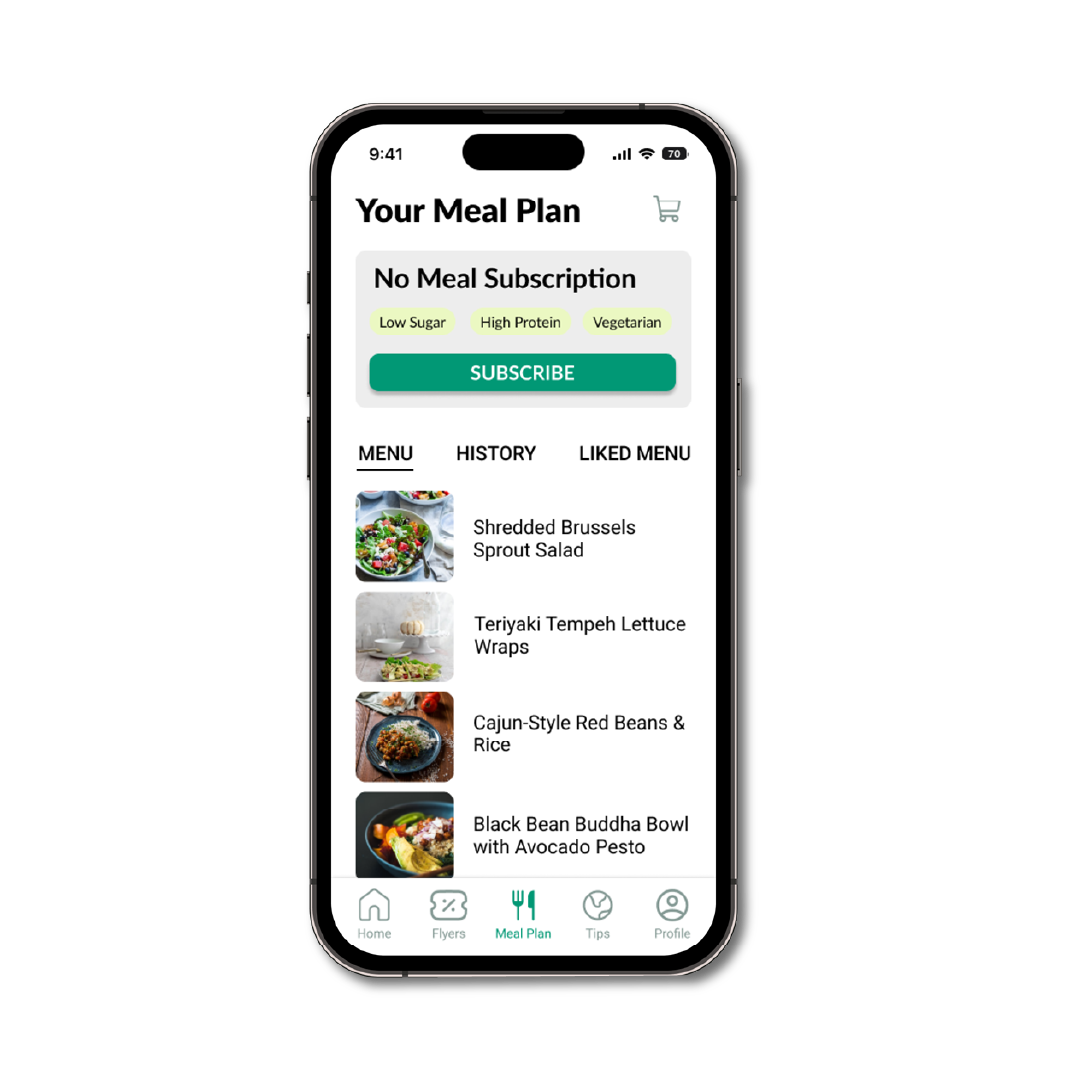 9:41
70
Your Meal Plan
No Meal Subscription
Low Sugar High Protein Vegetarian
SUBSCRIBE
MENU HISTORY LIKED MENU
Shredded Brussels
Sprout Salad
Teriyaki Tempeh Lettuce
Wraps
Cajun-Style Red Beans &
Rice
Black Bean Buddha Bowl
with Avocado Pesto
Home Flyers Meal Plan Tips Profile